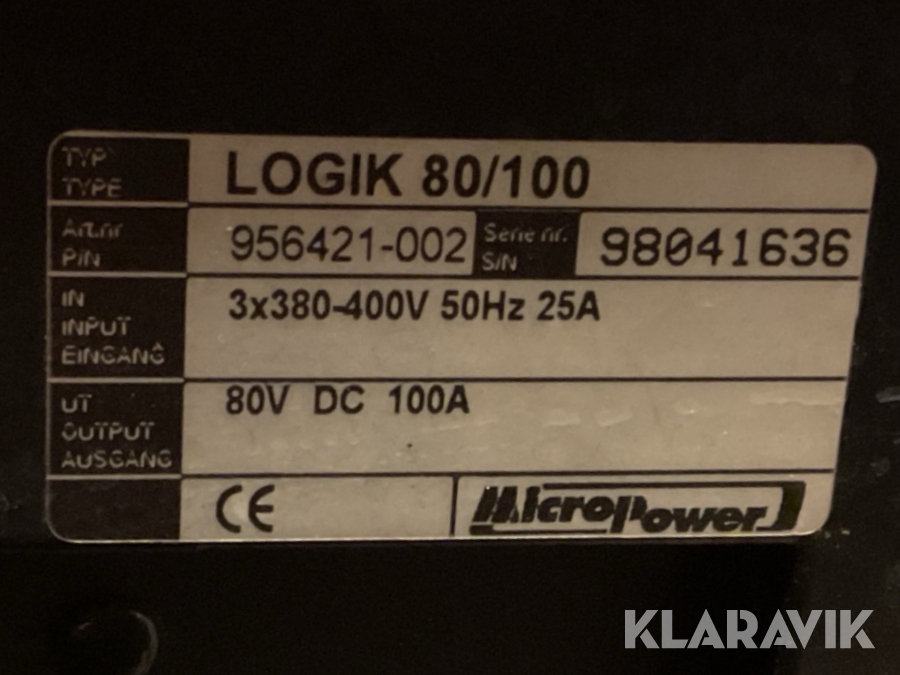 TYP
TYPE
LOGIK 80/100
Art.nr
P/N
956421-002
Serie nr.
S/N
98041636
IN
INPUT
EINGANG
3x380-400V 50Hz 25A
UT
OUTPUT
AUSGANG
80V DC 100A
CE
MicroPower
KLARAVIK